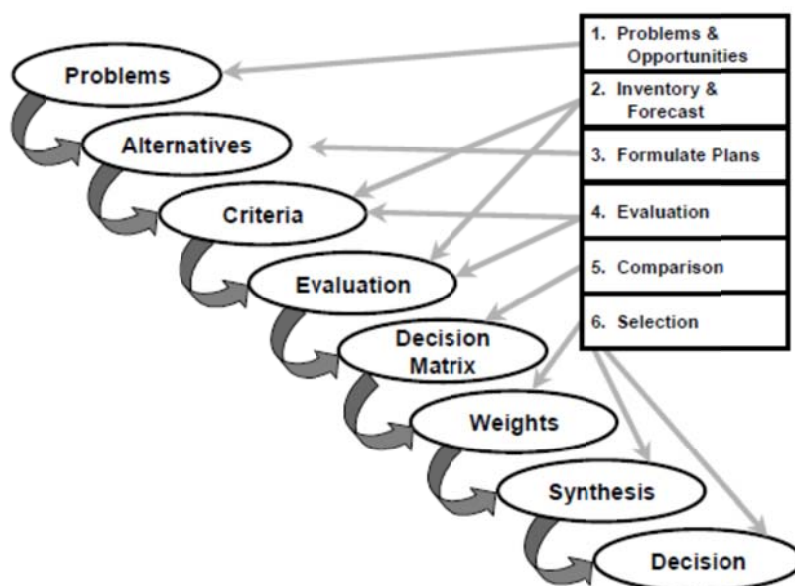 1. Problems &
Opportunities
Problems
2. Inventory &
Forecast
Alternatives
3. Formulate Plans
Criteria
4. Evaluation
Evaluation
5. Comparison
Decision
Matrix
6. Selection
Weights
Synthesis
Decision